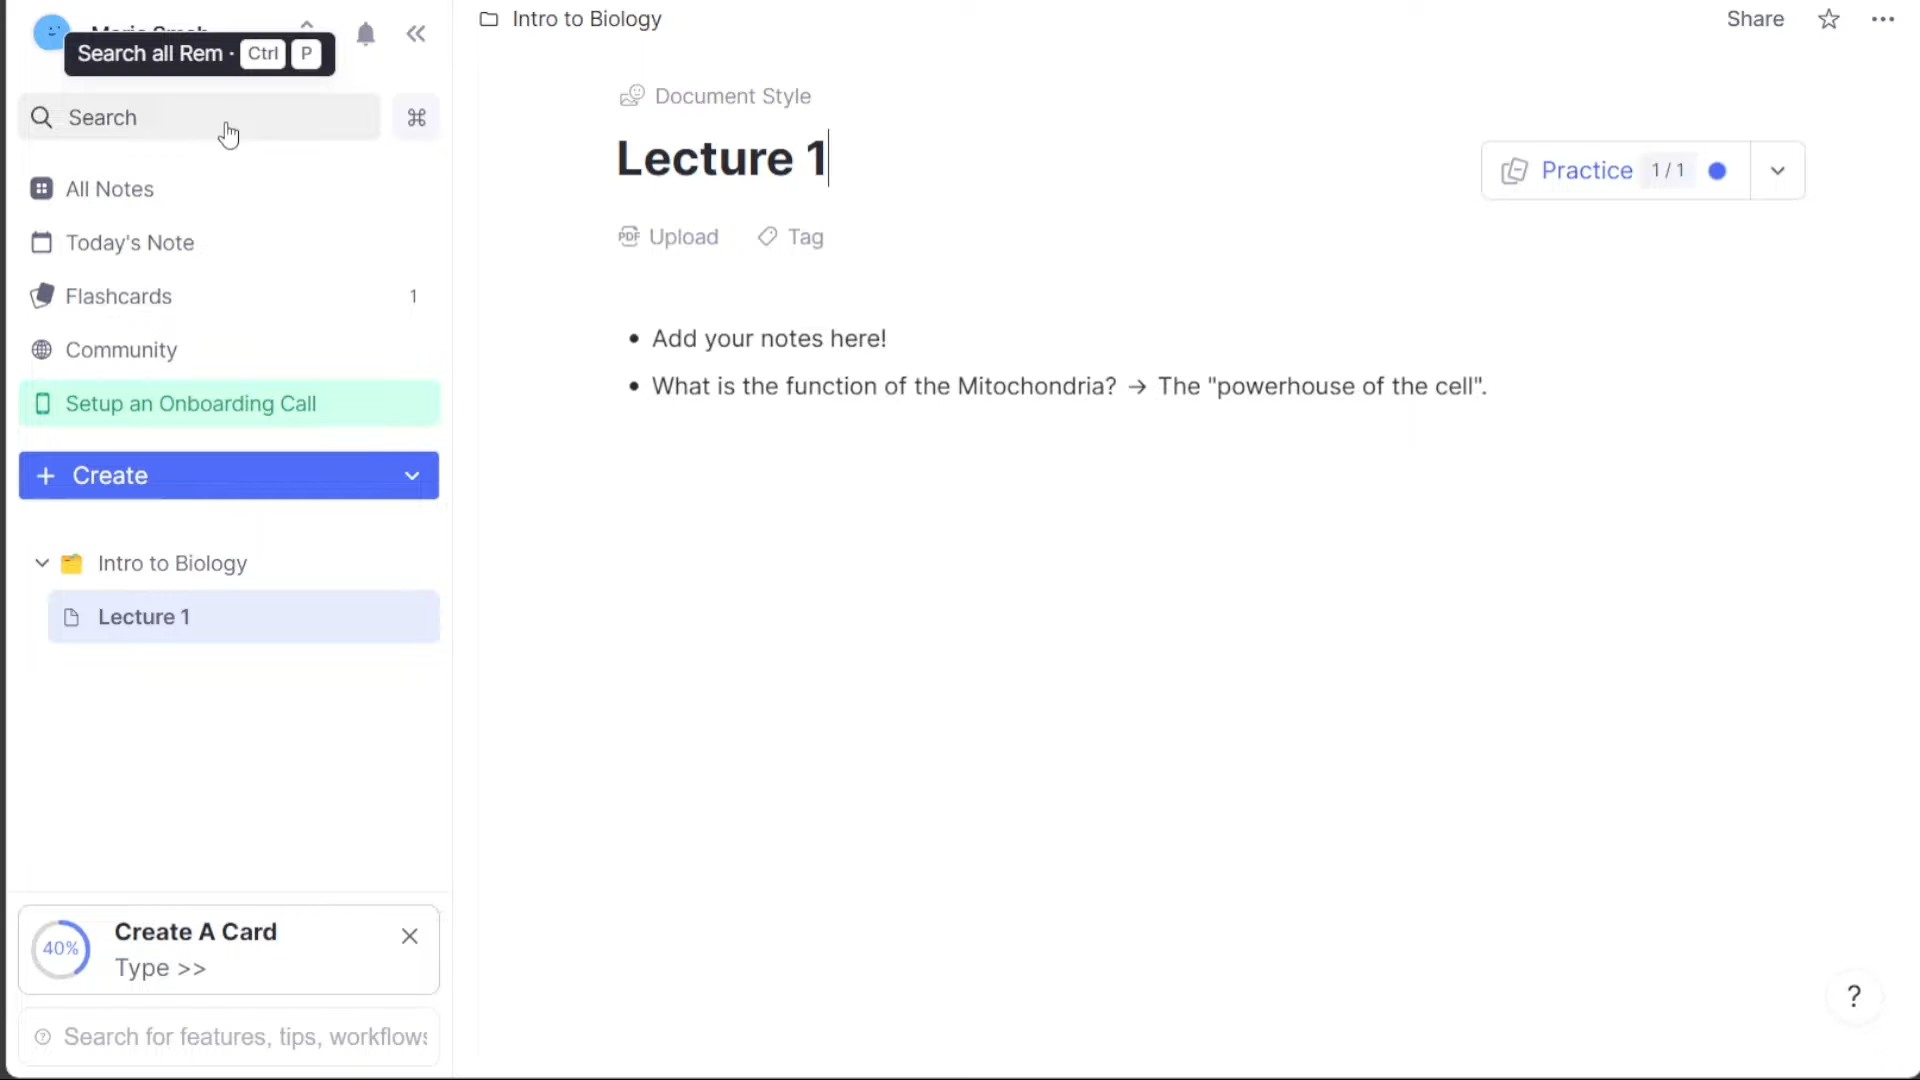 Search all Rem · Ctrl P
Search
All Notes
Today's Note
Flashcards 1
Community
Setup an Onboarding Call
+ Create
Intro to Biology
Lecture 1
40%
Create A Card
Type >>
Search for features, tips, workflows
Intro to Biology
Share
Document Style
Lecture 1
Practice 1 / 1
PDF Upload
Tag
• Add your notes here!
• What is the function of the Mitochondria? → The "powerhouse of the cell".
?